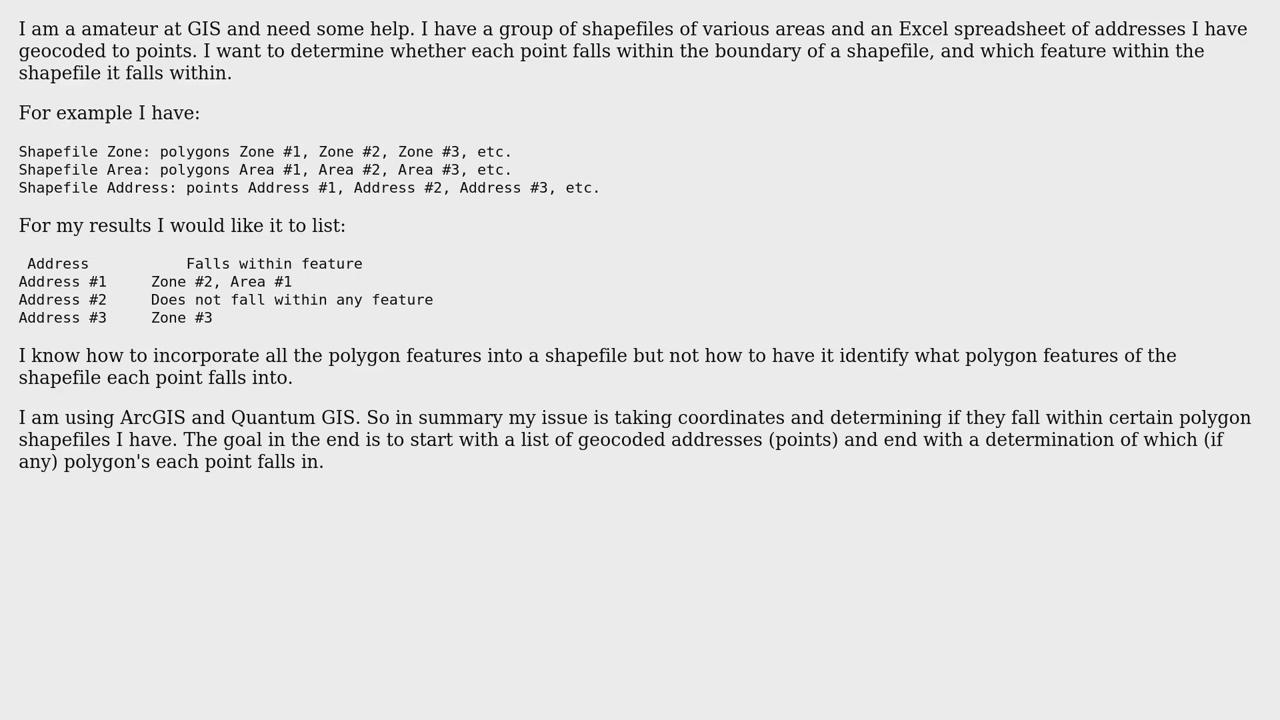 I am a amateur at GIS and need some help. I have a group of shapefiles of various areas and an Excel spreadsheet of addresses I have
geocoded to points. I want to determine whether each point falls within the boundary of a shapefile, and which feature within the
shapefile it falls within.
For example I have:
Shapefile Zone: polygons Zone #1, Zone #2, Zone #3, etc.
Shapefile Area: polygons Area #1, Area #2, Area #3, etc.
Shapefile Address: points Address #1, Address #2, Address #3, etc.
For my results I would like it to list:
Address Falls within feature
Address #1 Zone #2, Area #1
Address #2 Does not fall within any feature
Address #3 Zone #3
I know how to incorporate all the polygon features into a shapefile but not how to have it identify what polygon features of the
shapefile each point falls into.
I am using ArcGIS and Quantum GIS. So in summary my issue is taking coordinates and determining if they fall within certain polygon
shapefiles I have. The goal in the end is to start with a list of geocoded addresses (points) and end with a determination of which (if
any) polygon's each point falls in.